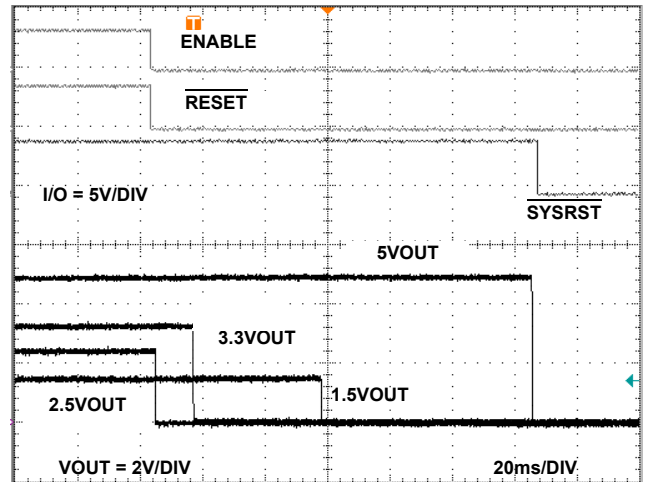 T
ENABLE
RESET
I/O = 5V/DIV
SYSRST
5VOUT
3.3VOUT
2.5VOUT
1.5VOUT
VOUT = 2V/DIV
20ms/DIV